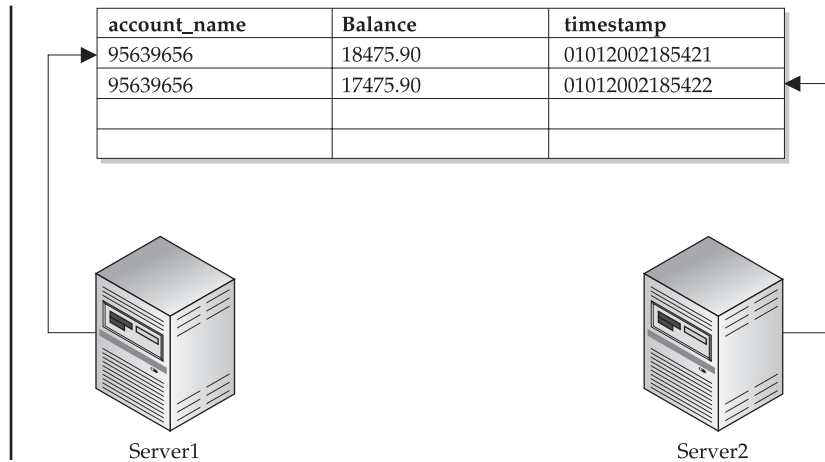 account_name Balance timestamp
95639656 18475.90 01012002185421
95639656 17475.90 01012002185422
Server1 Server2